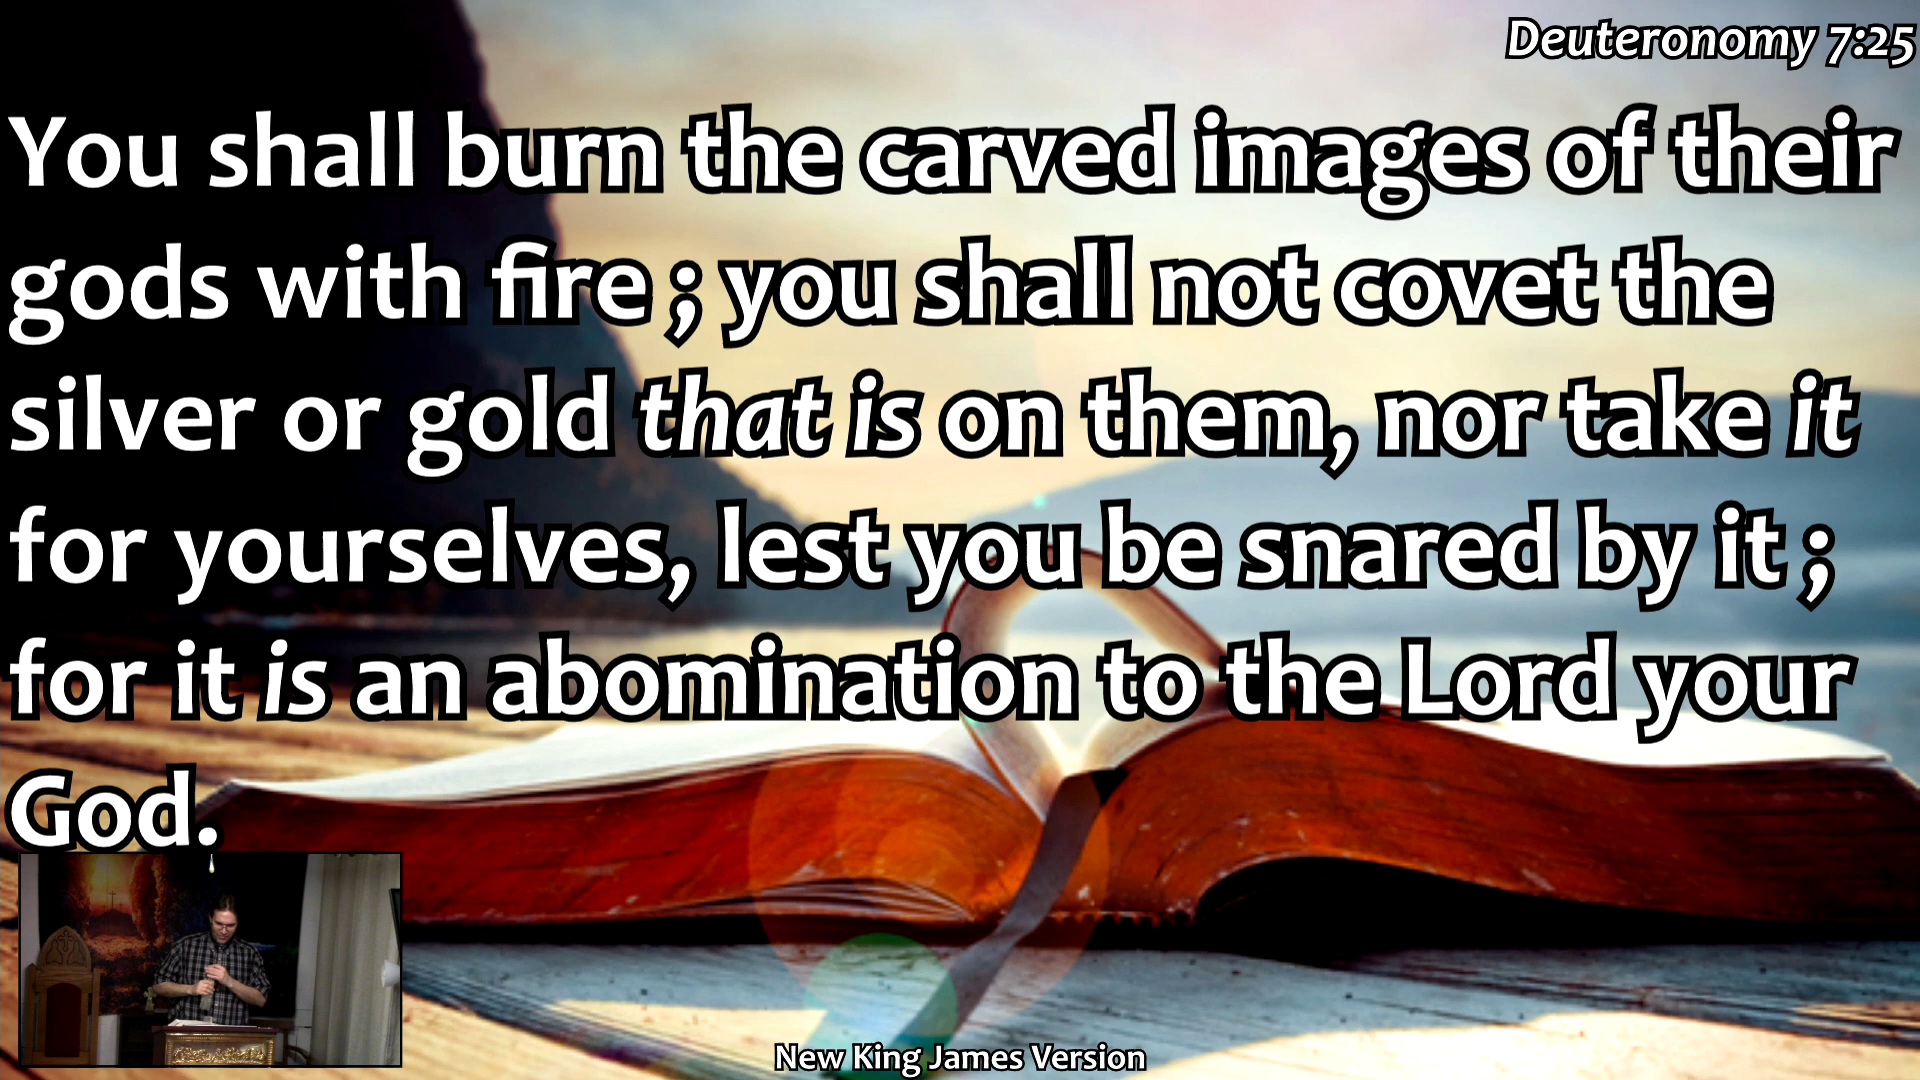 Deuteronomy 7:25
You shall burn the carved images of their
gods with fire ; you shall not covet the
silver or gold that is on them, nor take it
for yourselves, lest you be snared by it ;
for it is an abomination to the Lord your
God.
New King James Version